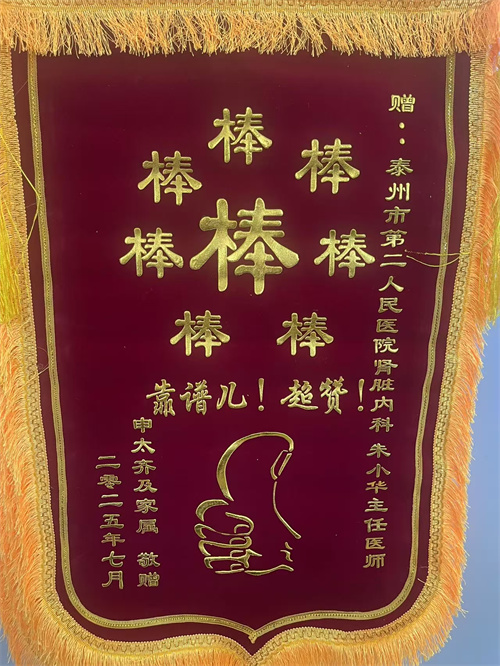 赠：泰州市第二人民医院肾脏内科 朱小华主任医师
棒
棒 棒
棒 棒 棒
棒 棒
靠谱儿！超赞！
申太齐及家属 敬赠
二零二五年七月